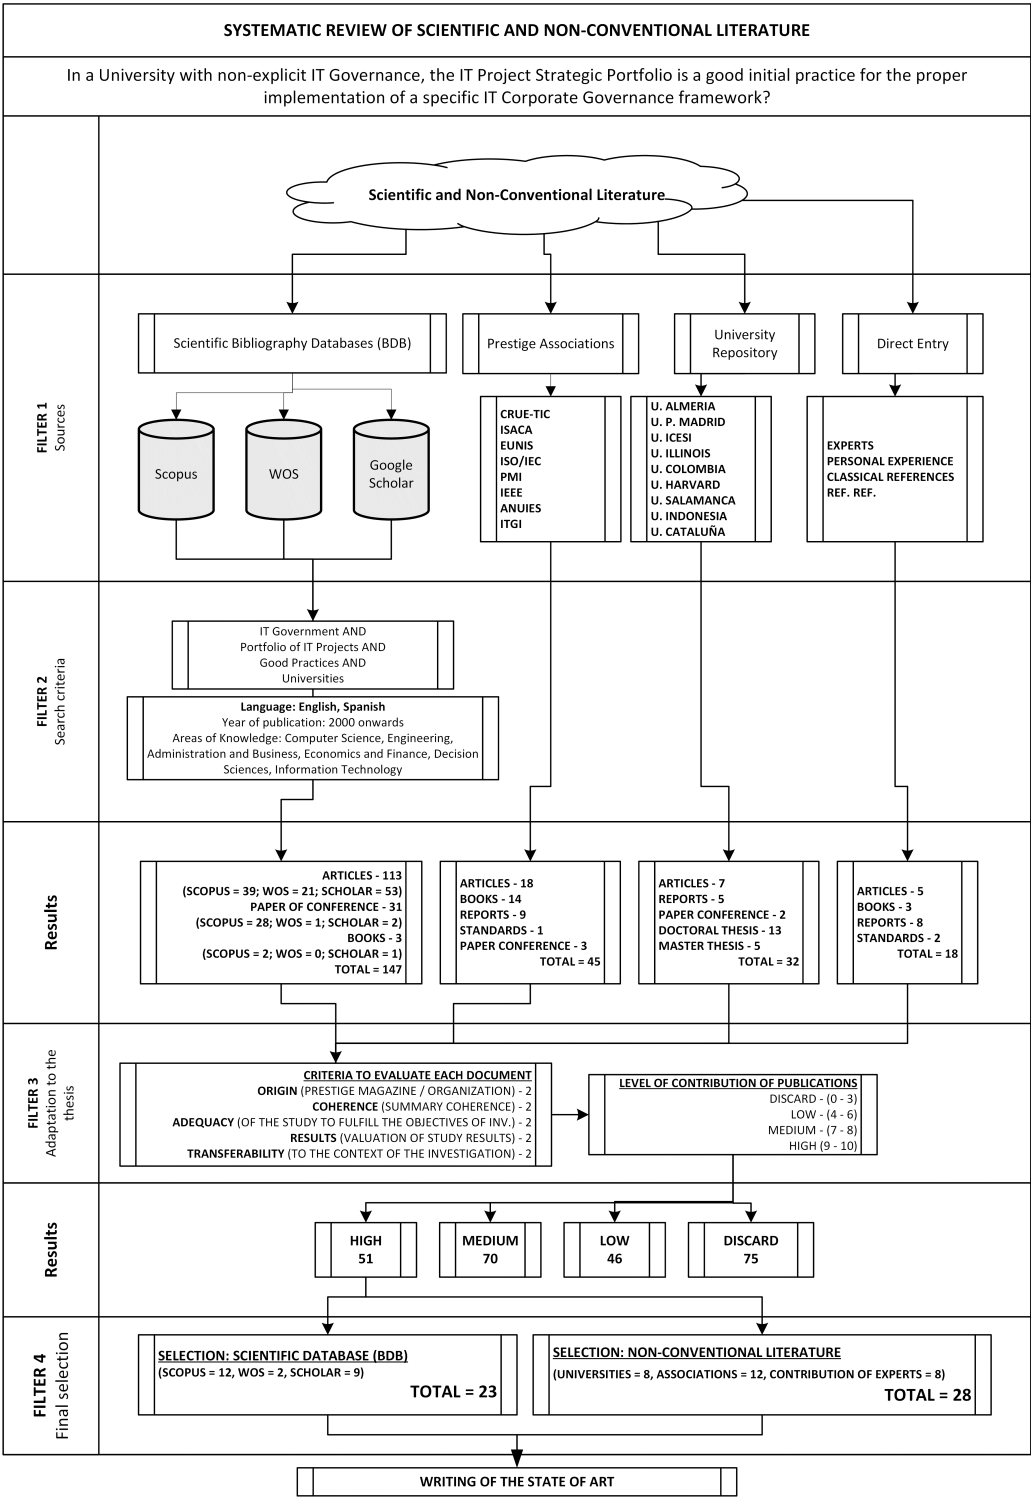 SYSTEMATIC REVIEW OF SCIENTIFIC AND NON-CONVENTIONAL LITERATURE
In a University with non-explicit IT Governance, the IT Project Strategic Portfolio is a good initial practice for the proper
implementation of a specific IT Corporate Governance framework?
Scientific and Non-Conventional Literature
FILTER 1
Sources
Scientific Bibliography Databases (BDB)
Prestige Associations
University
Repository
Direct Entry
Scopus
WOS
Google
Scholar
CRUE-TIC
ISACA
EUNIS
ISO/IEC
PMI
IEEE
ANUIES
ITGI
U. ALMERIA
U. P. MADRID
U. ICESI
U. ILLINOIS
U. COLOMBIA
U. HARVARD
U. SALAMANCA
U. INDONESIA
U. CATALUÑA
EXPERTS
PERSONAL EXPERIENCE
CLASSICAL REFERENCES
REF. REF.
FILTER 2
Search criteria
IT Government AND
Portfolio of IT Projects AND
Good Practices AND
Universities
Language: English, Spanish
Year of publication: 2000 onwards
Areas of Knowledge: Computer Science, Engineering,
Administration and Business, Economics and Finance, Decision
Sciences, Information Technology
Results
ARTICLES - 113
(SCOPUS = 39; WOS = 21; SCHOLAR = 53)
PAPER OF CONFERENCE - 31
(SCOPUS = 28; WOS = 1; SCHOLAR = 2)
BOOKS - 3
(SCOPUS = 2; WOS = 0; SCHOLAR = 1)
TOTAL = 147
ARTICLES - 18
BOOKS - 14
REPORTS - 9
STANDARDS - 1
PAPER CONFERENCE - 3
TOTAL = 45
ARTICLES - 7
REPORTS - 5
PAPER CONFERENCE - 2
DOCTORAL THESIS - 13
MASTER THESIS - 5
TOTAL = 32
ARTICLES - 5
BOOKS - 3
REPORTS - 8
STANDARDS - 2
TOTAL = 18
FILTER 3
Adaptation to the
thesis
CRITERIA TO EVALUATE EACH DOCUMENT
ORIGIN (PRESTIGE MAGAZINE / ORGANIZATION) - 2
COHERENCE (SUMMARY COHERENCE) - 2
ADEQUACY (OF THE STUDY TO FULFILL THE OBJECTIVES OF INV.) - 2
RESULTS (VALUATION OF STUDY RESULTS) - 2
TRANSFERABILITY (TO THE CONTEXT OF THE INVESTIGATION) - 2
LEVEL OF CONTRIBUTION OF PUBLICATIONS
DISCARD - (0 - 3)
LOW - (4 - 6)
MEDIUM - (7 - 8)
HIGH (9 - 10)
Results
HIGH
51
MEDIUM
70
LOW
46
DISCARD
75
FILTER 4
Final selection
SELECTION: SCIENTIFIC DATABASE (BDB)
(SCOPUS = 12, WOS = 2, SCHOLAR = 9)
TOTAL = 23
SELECTION: NON-CONVENTIONAL LITERATURE
(UNIVERSITIES = 8, ASSOCIATIONS = 12, CONTRIBUTION OF EXPERTS = 8)
TOTAL = 28
WRITING OF THE STATE OF ART